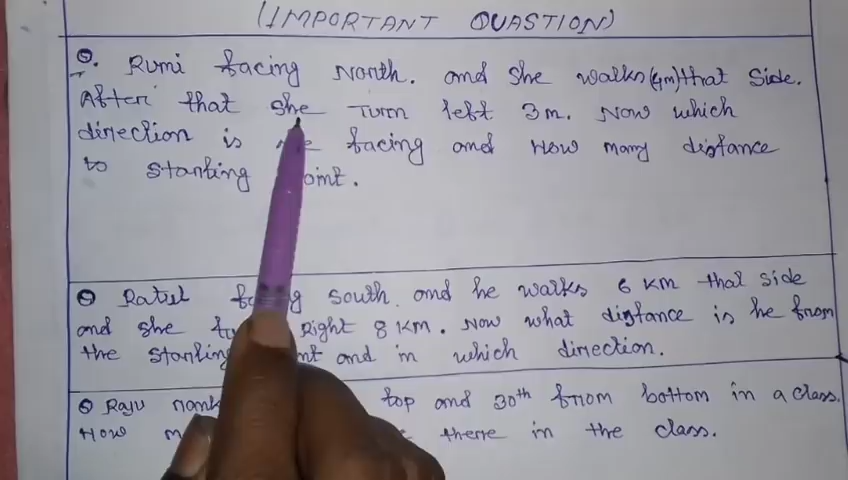 (IMPORTANT QUASTION)
Q. Rumi facing North. and she walks (4m) that Side.
After that she Turn left 3m. Now which
direction is facing and How many distance
to starting
Q Ratul south and he walks 6 KM that side
and she Right 8 KM. Now what distance is he from
the starting and in which direction.
Q Raju top and 30th from bottom in a class.
How there in the class.